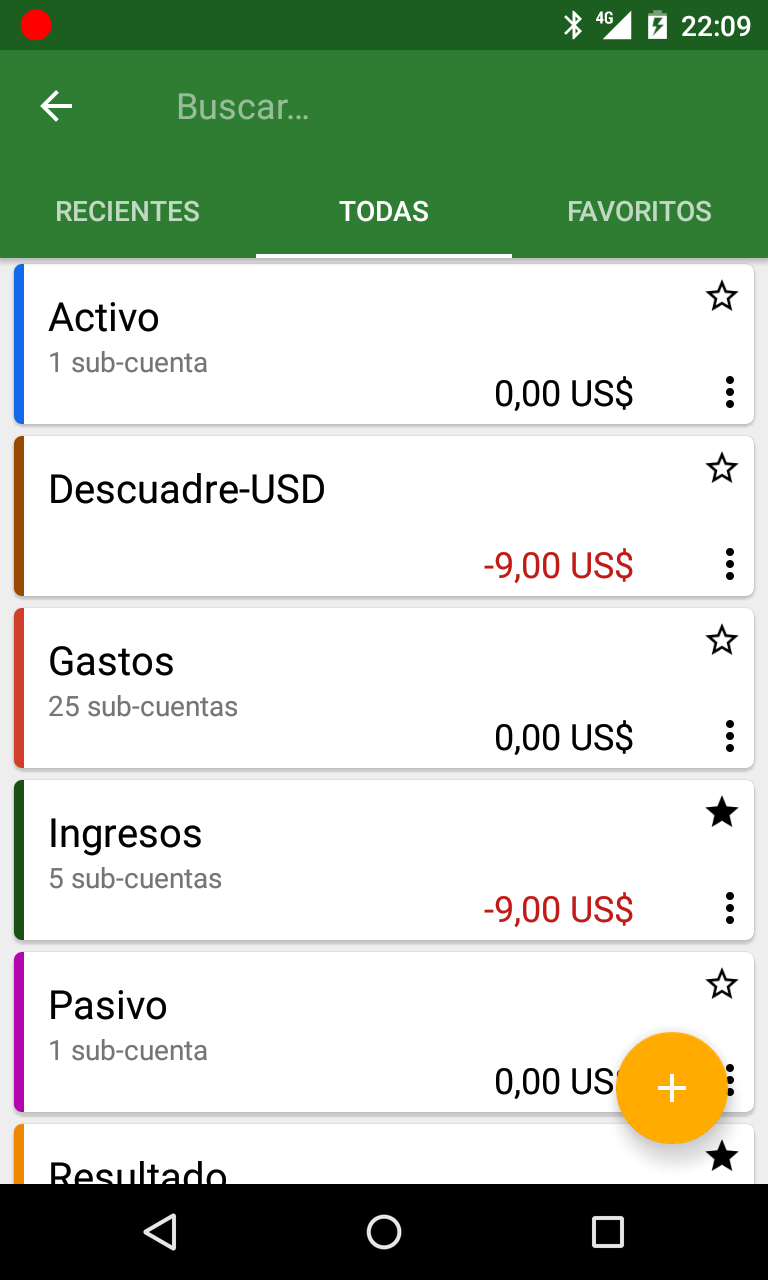 4G 22:09
Buscar...
RECIENTES TODAS FAVORITOS
Activo
1 sub-cuenta
0,00 US$
Descuadre-USD
-9,00 US$
Gastos
25 sub-cuentas
0,00 US$
Ingresos
5 sub-cuentas
-9,00 US$
Pasivo
1 sub-cuenta
0,00 US
Resultado